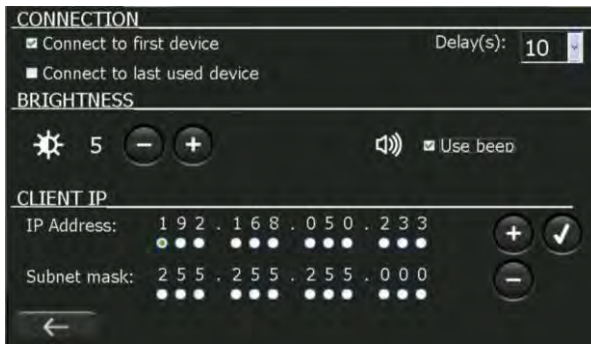 CONNECTION
Connect to first device
Delay(s): 10
Connect to last used device
BRIGHTNESS
5
Use beep
CLIENT IP
IP Address: 192.168.050.233
Subnet mask: 255.255.255.000